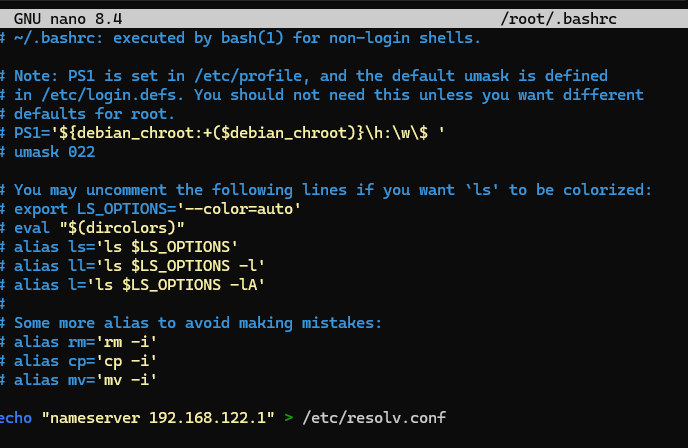 GNU nano 8.4 /root/.bashrc
# ~/.bashrc: executed by bash(1) for non-login shells.
# Note: PS1 is set in /etc/profile, and the default umask is defined
# in /etc/login.defs. You should not need this unless you want different
# defaults for root.
# PS1='${debian_chroot:+($debian_chroot)}\h:\w\$ '
# umask 022
# You may uncomment the following lines if you want `ls' to be colorized:
# export LS_OPTIONS='--color=auto'
# eval "$(dircolors)"
# alias ls='ls $LS_OPTIONS'
# alias ll='ls $LS_OPTIONS -l'
# alias l='ls $LS_OPTIONS -lA'
#
# Some more alias to avoid making mistakes:
# alias rm='rm -i'
# alias cp='cp -i'
# alias mv='mv -i'
echo "nameserver 192.168.122.1" > /etc/resolv.conf